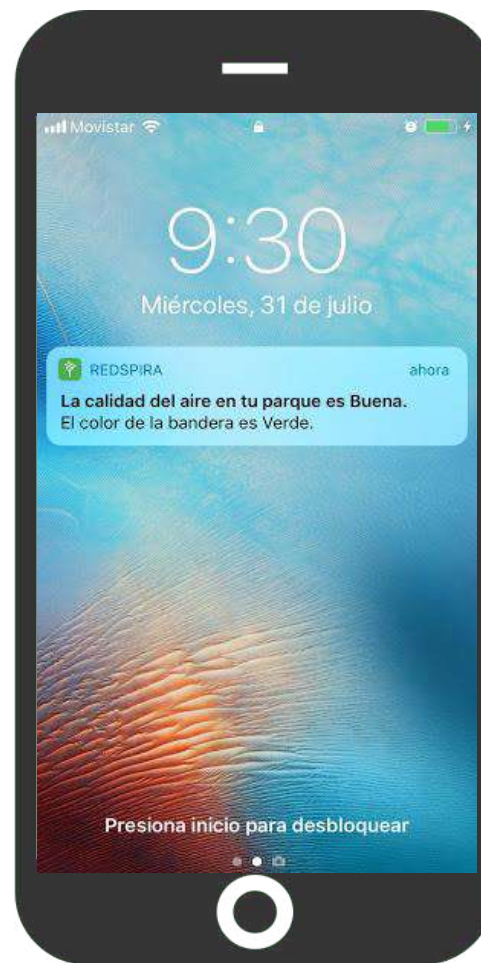 Movistar
9:30
Miércoles, 31 de julio
REDSPIRA ahora
La calidad del aire en tu parque es Buena.
El color de la bandera es Verde.
Presiona inicio para desbloquear